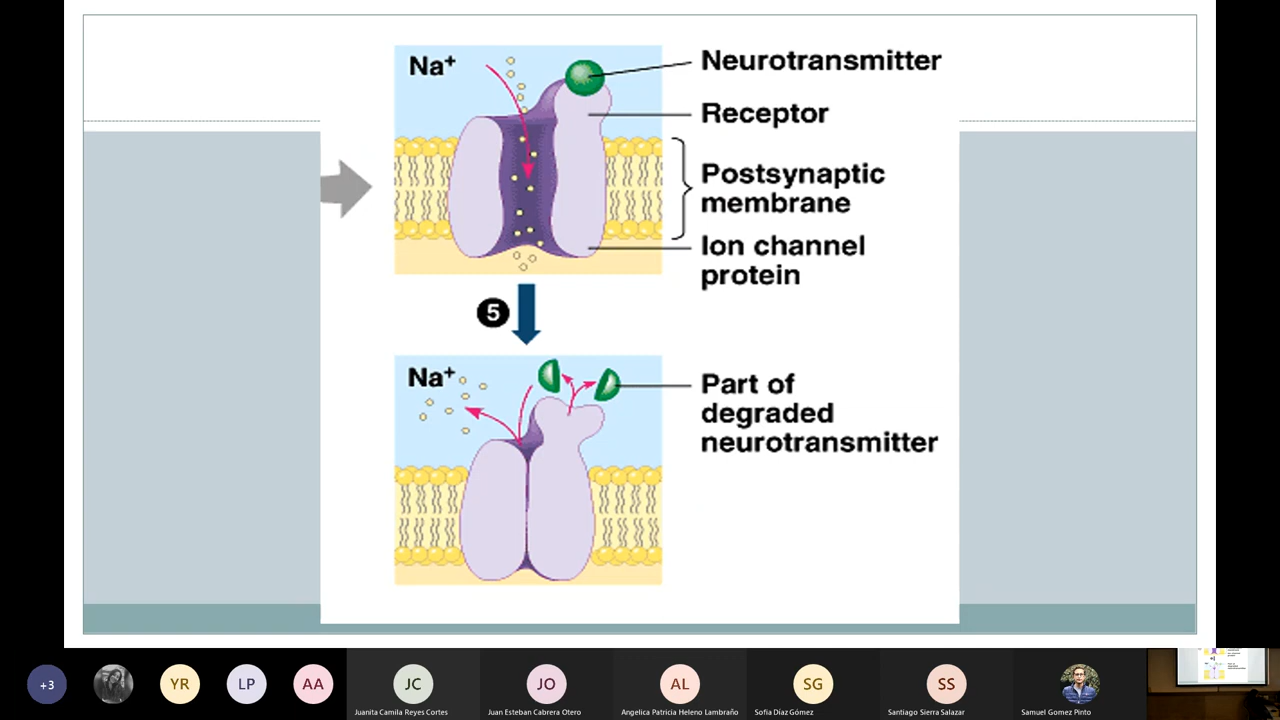 Na⁺
Neurotransmitter
Receptor
Postsynaptic
membrane
Ion channel
protein
5
Na⁺
Part of
degraded
neurotransmitter
+3
YR
LP
AA
JC
JO
AL
SG
SS
Juanita Camila Reyes Cortes
Juan Esteban Cabrera Otero
Angelica Patricia Heleno Lambraño
Sofia Díaz Gómez
Santiago Sierra Salazar
Samuel Gomez Pinto